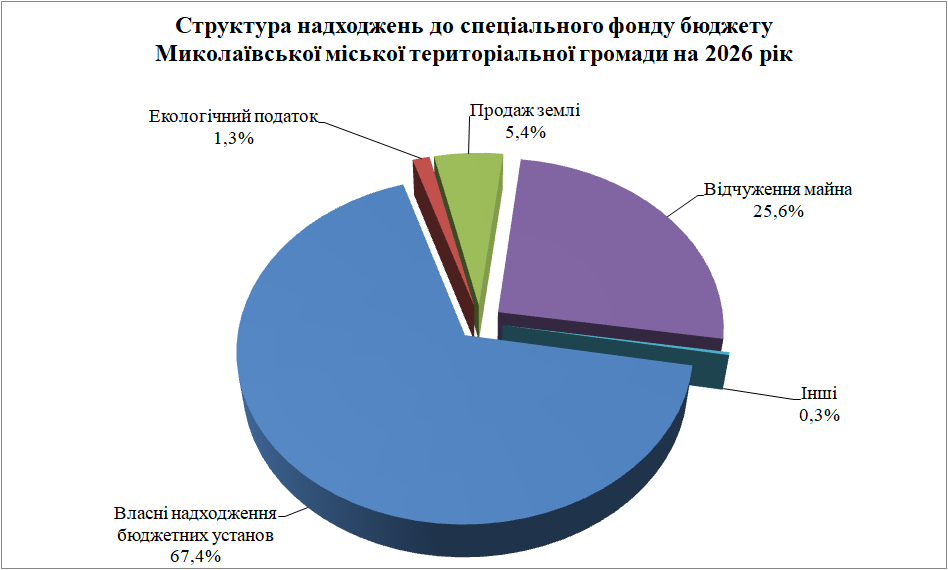 Структура надходжень до спеціального фонду бюджету
Миколаївської міської територіальної громади на 2026 рік
Екологічний податок
1,3%
Продаж землі
5,4%
Відчуження майна
25,6%
Інші
0,3%
Власні надходження
бюджетних установ
67,4%